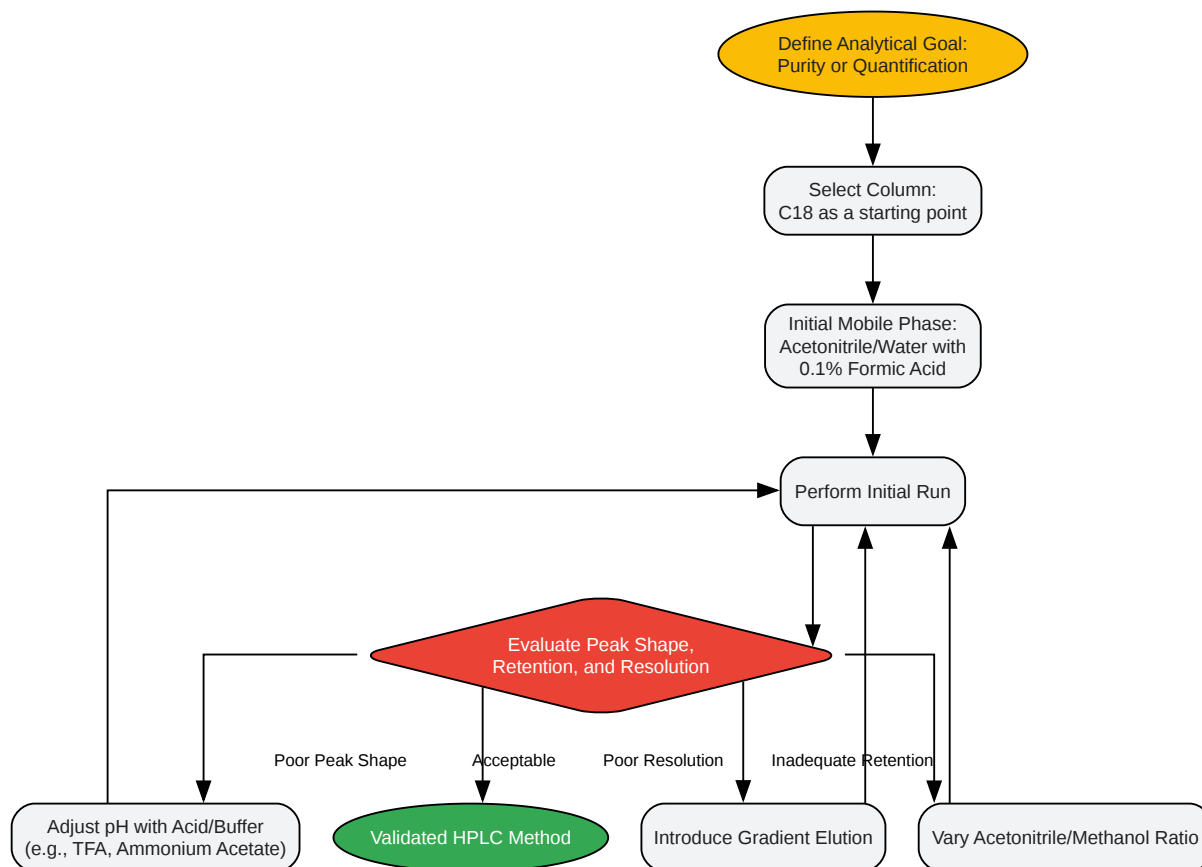 Define Analytical Goal:
Purity or Quantification
Select Column:
C18 as a starting point
Initial Mobile Phase:
Acetonitrile/Water with
0.1% Formic Acid
Perform Initial Run
Evaluate Peak Shape,
Retention, and Resolution
Poor Peak Shape
Acceptable
Poor Resolution
Inadequate Retention
Adjust pH with Acid/Buffer
(e.g., TFA, Ammonium Acetate)
Validated HPLC Method
Introduce Gradient Elution
Vary Acetonitrile/Methanol Ratio